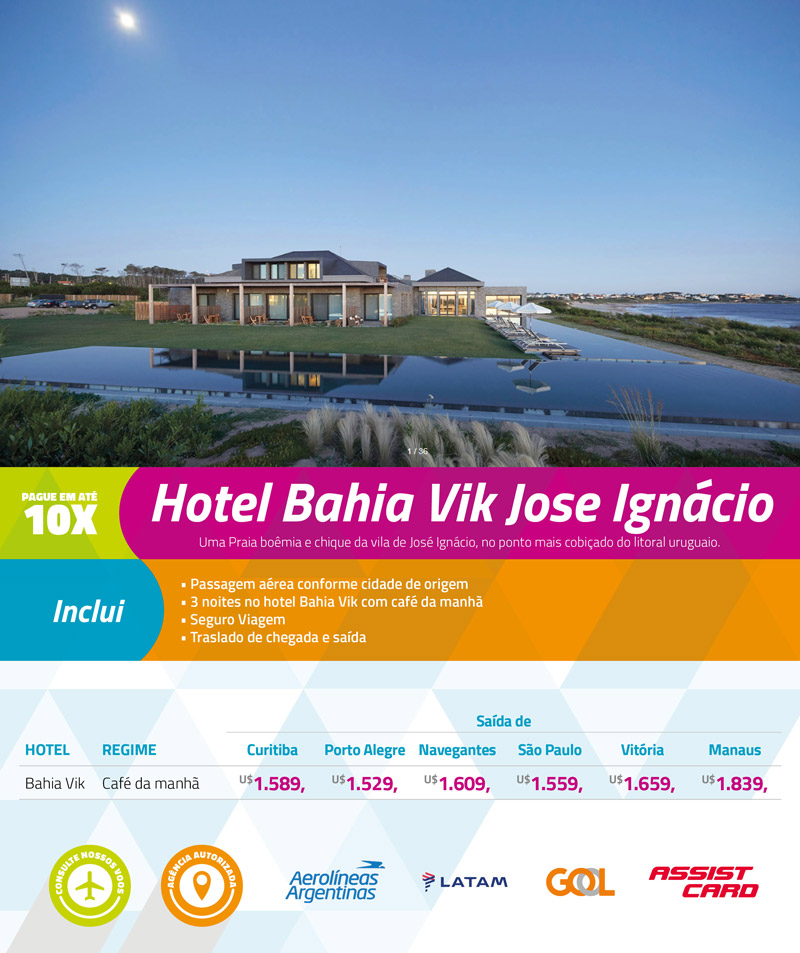 1 / 36
PAGUE EM ATÉ
10X
Hotel Bahia Vik Jose Ignácio
Uma Praia boêmia e chique da vila de José Ignácio, no ponto mais cobiçado do litoral uruguaio.
Inclui
• Passagem aérea conforme cidade de origem
• 3 noites no hotel Bahia Vik com café da manhã
• Seguro Viagem
• Traslado de chegada e saída
Saída de
HOTEL REGIME Curitiba Porto Alegre Navegantes São Paulo Vitória Manaus
Bahia Vik Café da manhã U$1.589, U$1.529, U$1.609, U$1.559, U$1.659, U$1.839,
CONSULTE NOSSOS VOOS
AGÊNCIA AUTORIZADA
Aerolíneas
Argentinas
LATAM
GOL
ASSIST
CARD